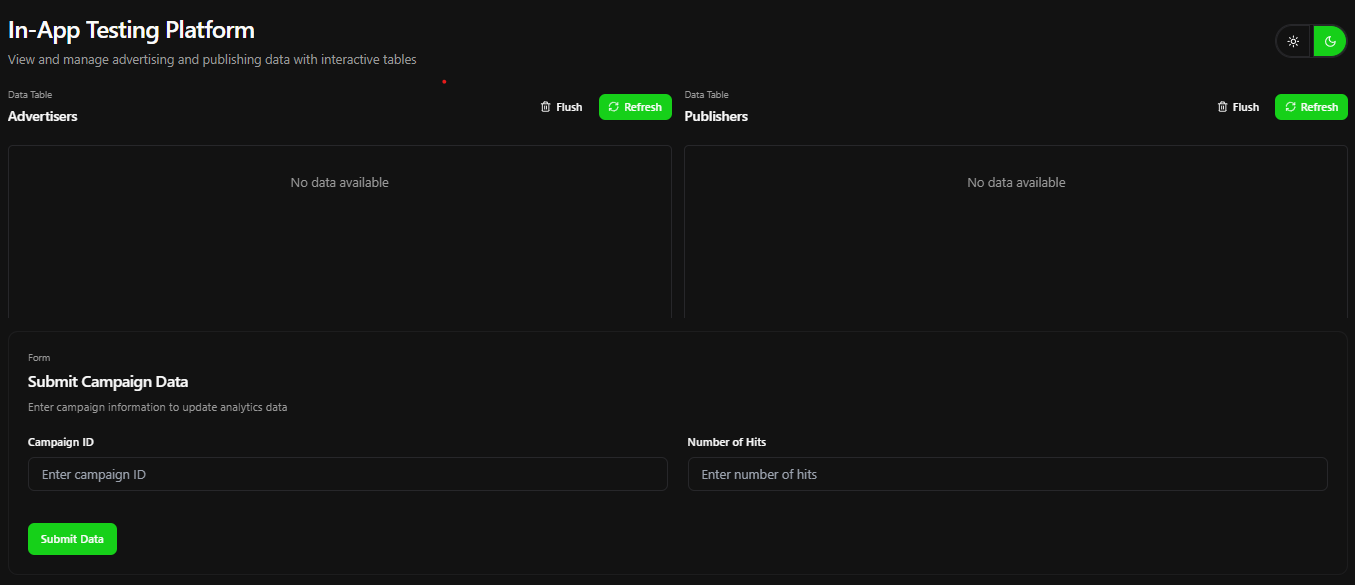 In-App Testing Platform
View and manage advertising and publishing data with interactive tables
Data Table
Advertisers
Flush
Refresh
Data Table
Publishers
Flush
Refresh
No data available
No data available
Form
Submit Campaign Data
Enter campaign information to update analytics data
Campaign ID
Enter campaign ID
Number of Hits
Enter number of hits
Submit Data